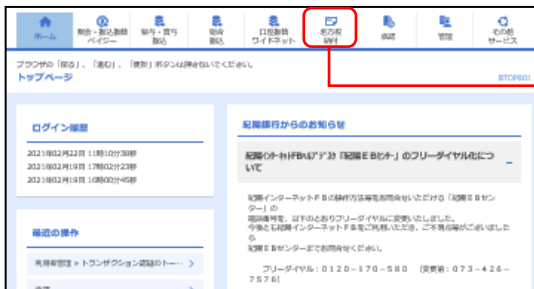 ホーム
照会・振込振替
ペイジー
給与・賞与
振込
総合
振込
口座振替
ワイドネット
地方税
納付
承認
管理
その他
サービス
ブラウザの「戻る」、「進む」、「更新」ボタンは押さないでください。
トップページ
BTOP001
ログイン履歴
2021年02月22日 11時10分38秒
2021年02月19日 17時02分23秒
2021年02月19日 16時00分45秒
最近の操作
利用者管理 » トランザクション認証のトー… >
紀陽銀行からのお知らせ
紀陽インターネットFBヘルプデスク「紀陽EBセンター」のフリーダイヤル化につ
いて
紀陽インターネットFBの操作方法等をお問合せいただける「紀陽EBセン
ター」の
電話番号を、以下のとおりフリーダイヤルに変更いたしました。
今後とも紀陽インターネットFBをご利用いただき、ご不明な点がございました
ら
紀陽EBセンターまでお問合せください。
フリーダイヤル:0120-170-580 (変更前:073-426-
7576)